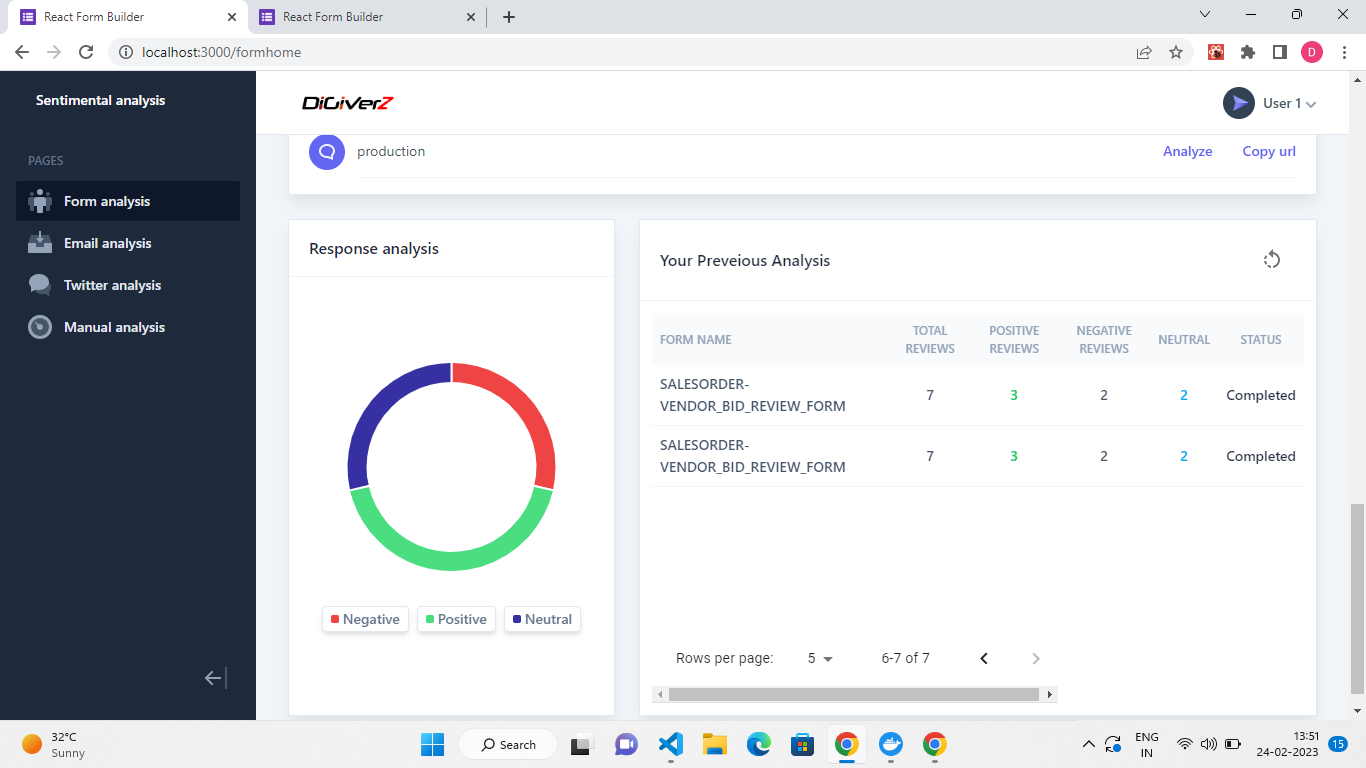 React Form Builder
React Form Builder
localhost:3000/formhome
D
Sentimental analysis
PAGES
Form analysis
Email analysis
Twitter analysis
Manual analysis
DiGiVerZ
User 1
production
Analyze
Copy url
Response analysis
Negative
Positive
Neutral
Your Preveious Analysis
FORM NAME
TOTAL REVIEWS
POSITIVE REVIEWS
NEGATIVE REVIEWS
NEUTRAL
STATUS
SALESORDER-
VENDOR_BID_REVIEW_FORM
7
3
2
2
Completed
SALESORDER-
VENDOR_BID_REVIEW_FORM
7
3
2
2
Completed
Rows per page:
5
6-7 of 7
32°C
Sunny
Search
ENG
IN
13:51
24-02-2023
15